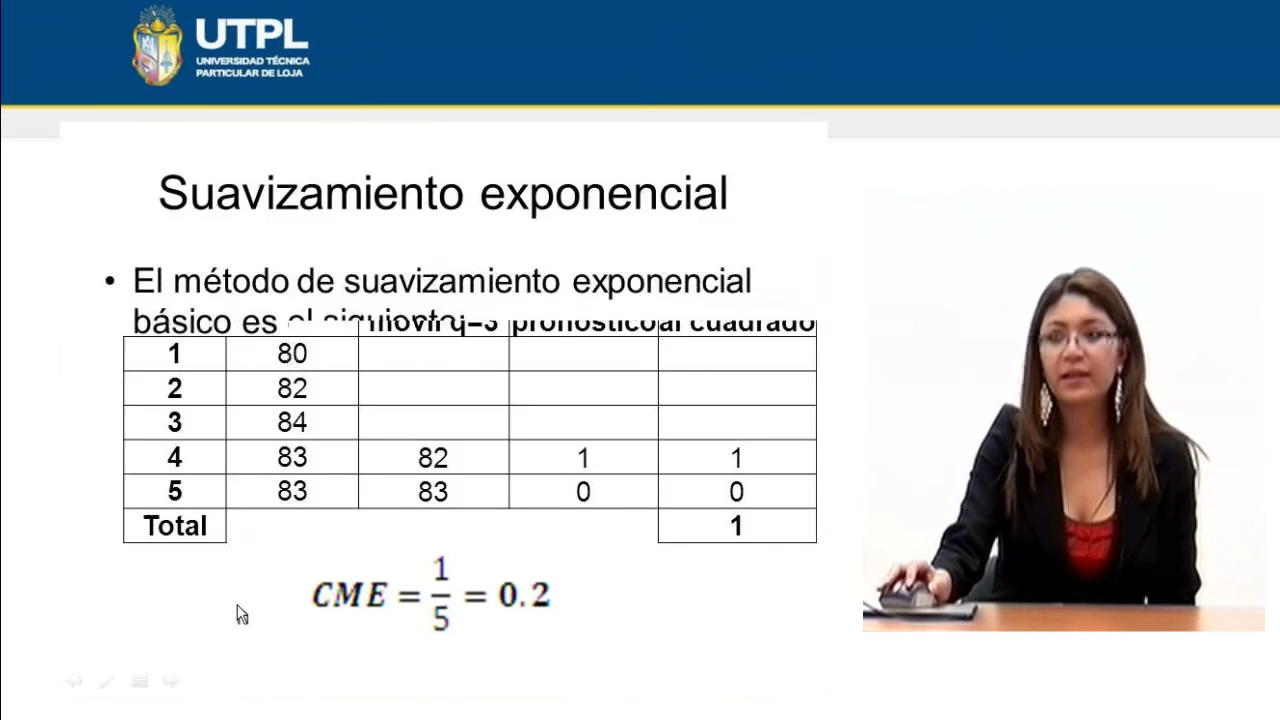 UTPL
UNIVERSIDAD TÉCNICA
PARTICULAR DE LOJA
Suavizamiento exponencial
• El método de suavizamiento exponencial
básico es el siguiente:
q=3 pronóstico al cuadrado
1 80
2 82
3 84
4 83 82 1 1
5 83 83 0 0
Total 1
CME = 1/5 = 0.2